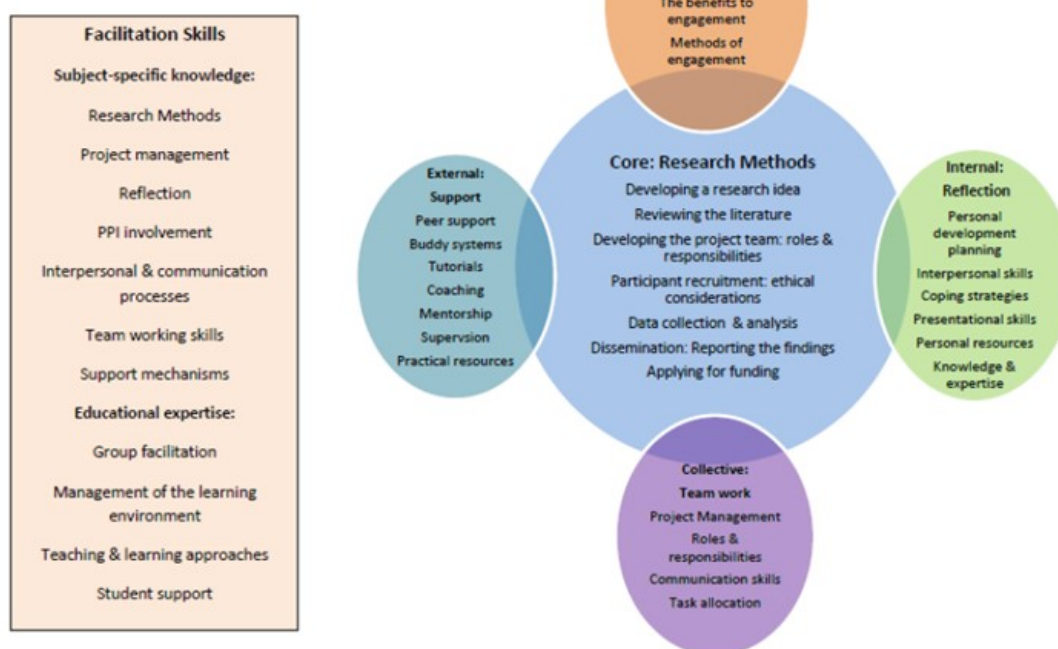 Facilitation Skills
Subject-specific knowledge:
Research Methods
Project management
Reflection
PPI involvement
Interpersonal & communication
processes
Team working skills
Support mechanisms
Educational expertise:
Group facilitation
Management of the learning
environment
Teaching & learning approaches
Student support
The benefits to
engagement
Methods of
engagement
External:
Support
Peer support
Buddy systems
Tutorials
Coaching
Mentorship
Supervsion
Practical resources
Core: Research Methods
Developing a research idea
Reviewing the literature
Developing the project team: roles &
responsibilities
Participant recruitment: ethical
considerations
Data collection & analysis
Dissemination: Reporting the findings
Applying for funding
Internal:
Reflection
Personal
development
planning
Interpersonal skills
Coping strategies
Presentational skills
Personal resources
Knowledge &
expertise
Collective:
Team work
Project Management
Roles &
responsibilities
Communication skills
Task allocation